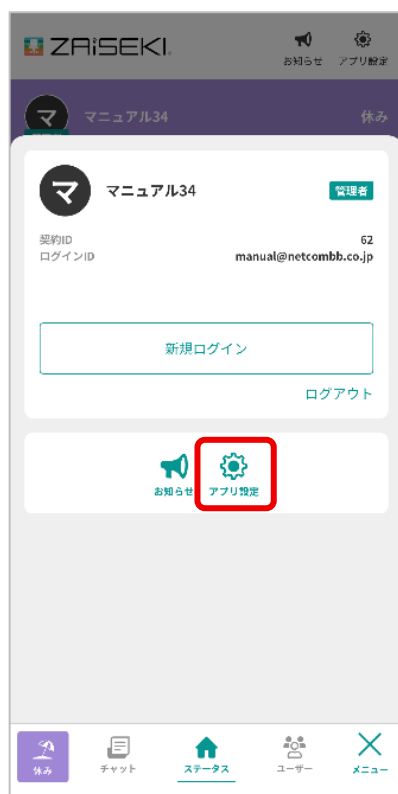 ZAiSEKI.
お知らせ アプリ設定
マ マニュアル34 休み
マ マニュアル34 管理者
契約ID 62
ログインID manual@netcombb.co.jp
新規ログイン
ログアウト
お知らせ アプリ設定
休み チャット ステータス ユーザー メニュー